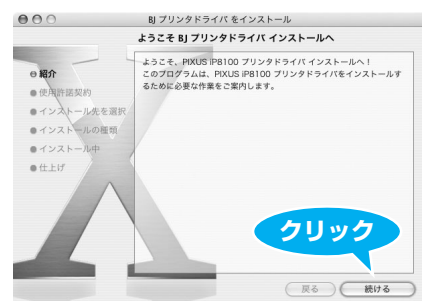 BJ プリンタドライバ をインストール
ようこそ BJ プリンタドライバ インストールへ
紹介
使用許諾契約
インストール先を選択
インストールの種類
インストール中
仕上げ
ようこそ、PIXUS iP8100 プリンタドライバ インストールへ！
このプログラムは、PIXUS iP8100 プリンタドライバをインストールす
るために必要な作業をご案内します。
クリック
戻る
続ける